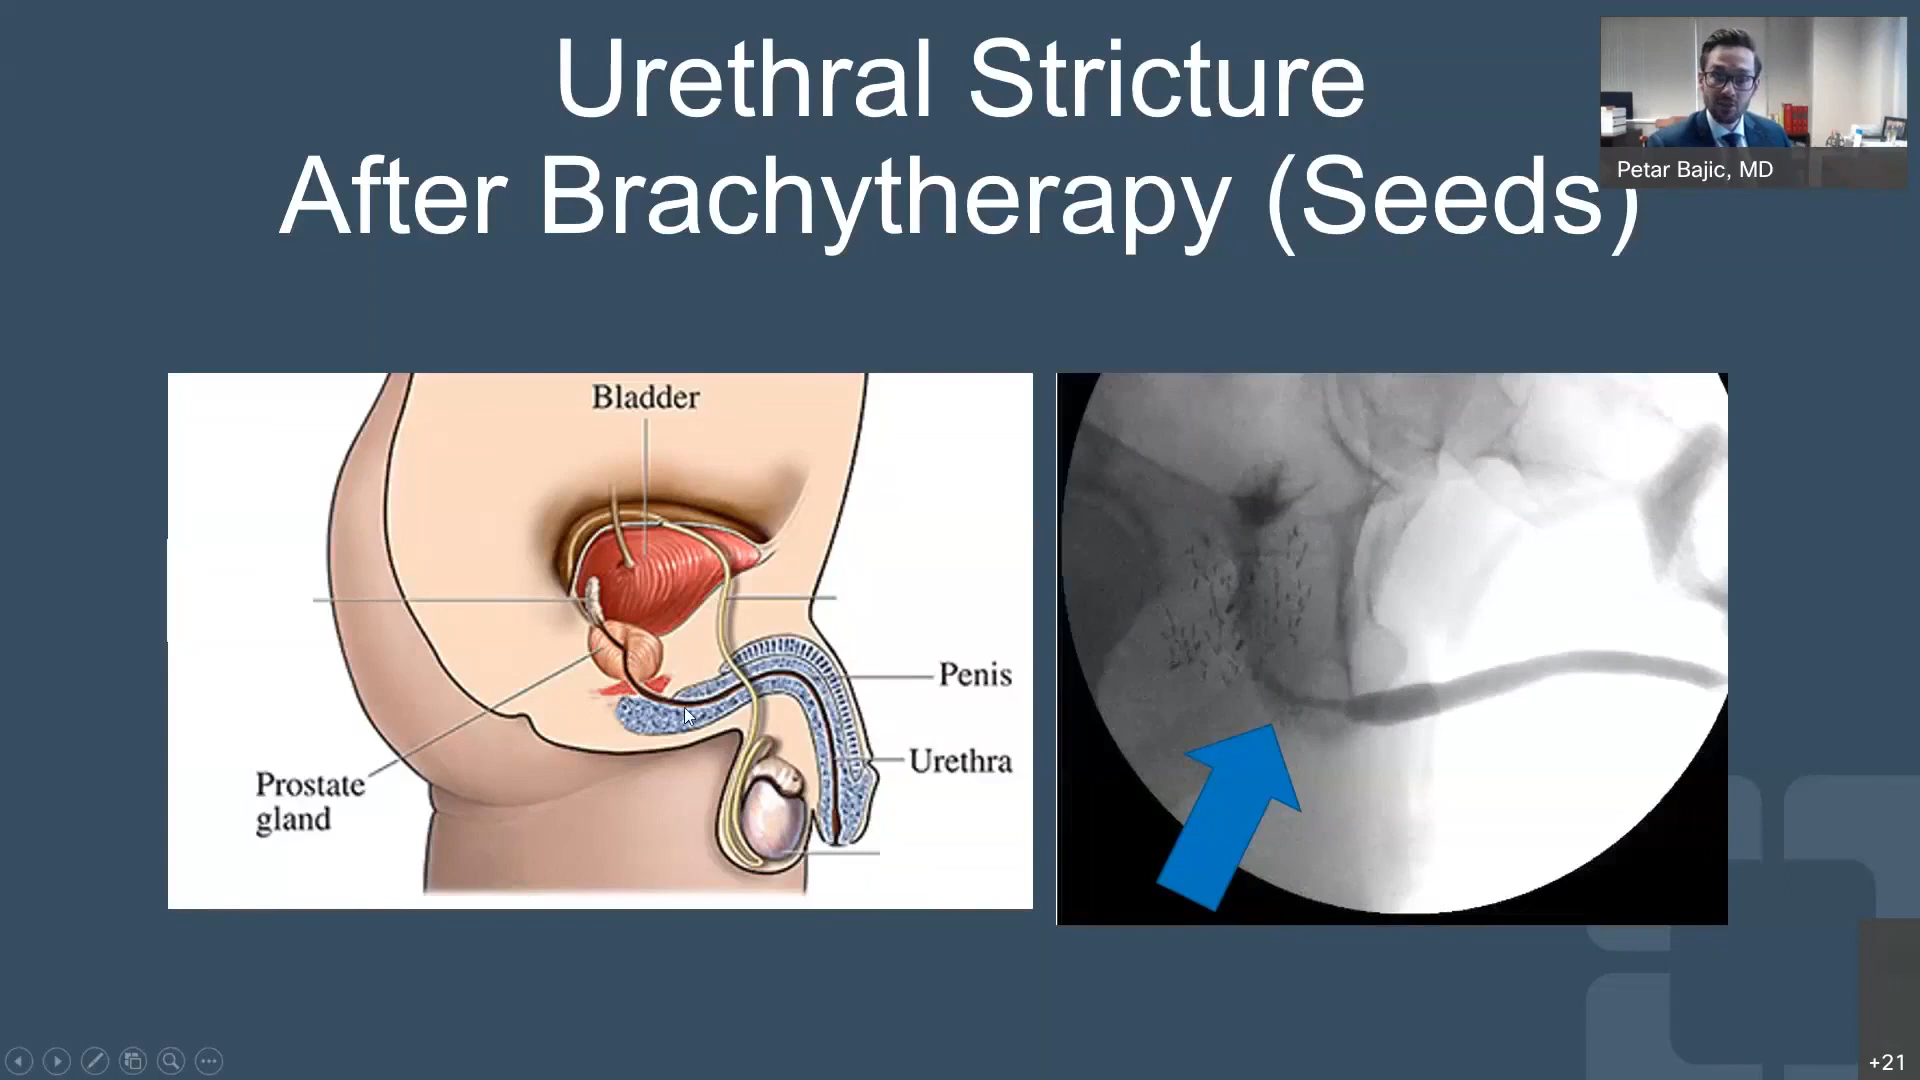 Urethral Stricture
After Brachytherapy (Seeds)
Petar Bajic, MD
Bladder
Penis
Urethra
Prostate
gland
+21